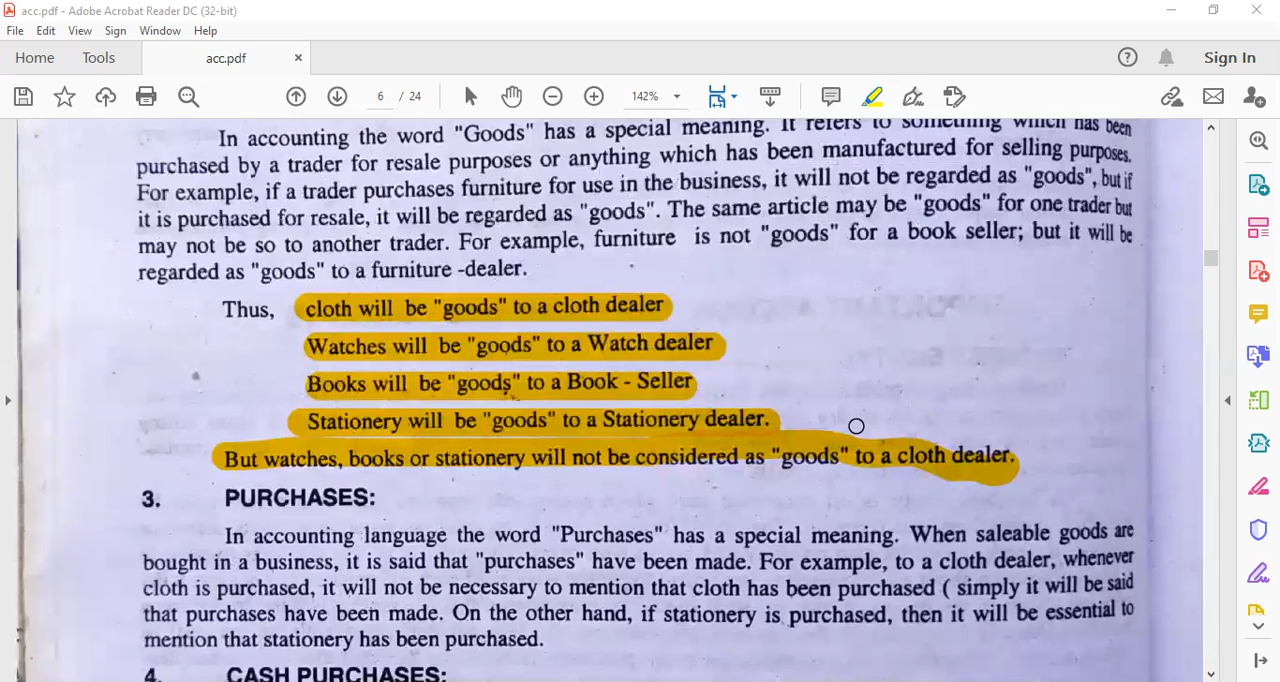 acc.pdf - Adobe Acrobat Reader DC (32-bit)
File Edit View Sign Window Help
Home Tools acc.pdf × Sign In
6 / 24 142%
In accounting the word "Goods" has a special meaning. It refers to something which has been
purchased by a trader for resale purposes or anything which has been manufactured for selling purposes.
For example, if a trader purchases furniture for use in the business, it will not be regarded as "goods", but if
it is purchased for resale, it will be regarded as "goods". The same article may be "goods" for one trader but
may not be so to another trader. For example, furniture is not "goods" for a book seller; but it will be
regarded as "goods" to a furniture -dealer.
Thus, cloth will be "goods" to a cloth dealer
Watches will be "goods" to a Watch dealer
Books will be "goods" to a Book - Seller
Stationery will be "goods" to a Stationery dealer.
But watches, books or stationery will not be considered as "goods" to a cloth dealer.
3. PURCHASES:
In accounting language the word "Purchases" has a special meaning. When saleable goods are
bought in a business, it is said that "purchases" have been made. For example, to a cloth dealer, whenever
cloth is purchased, it will not be necessary to mention that cloth has been purchased ( simply it will be said
that purchases have been made. On the other hand, if stationery is purchased, then it will be essential to
mention that stationery has been purchased.
4. CASH PURCHASES: